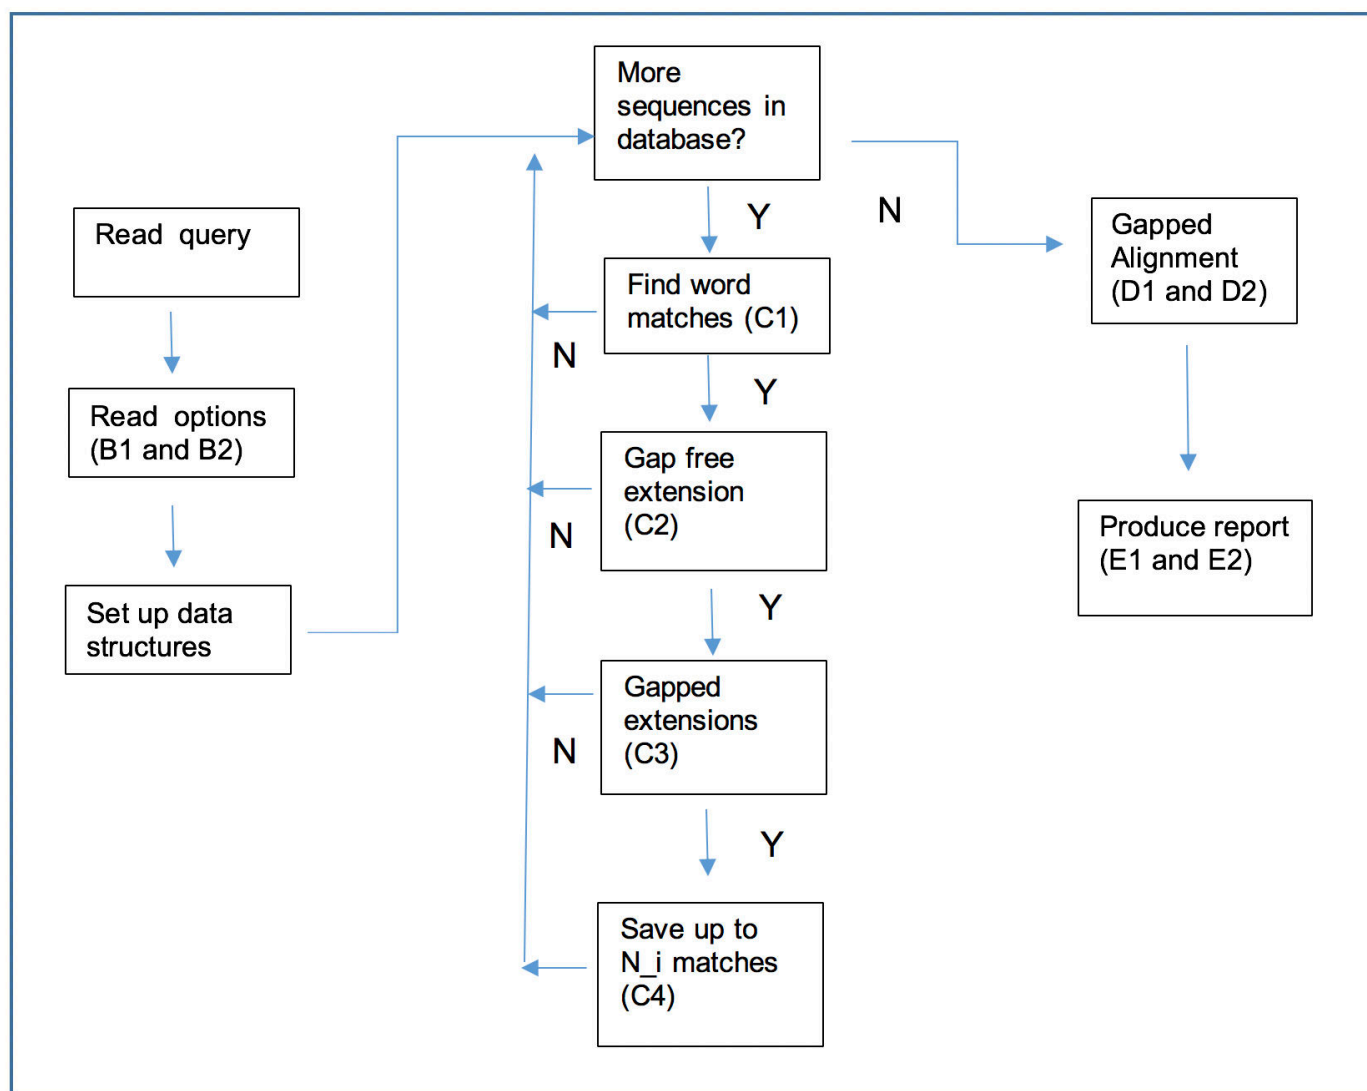 Read query
Read options
(B1 and B2)
Set up data
structures
More
sequences in
database?
Y
N
Find word
matches (C1)
N
Y
Gap free
extension
(C2)
N
Y
Gapped
extensions
(C3)
N
Y
Save up to
N_i matches
(C4)
Gapped
Alignment
(D1 and D2)
Produce report
(E1 and E2)